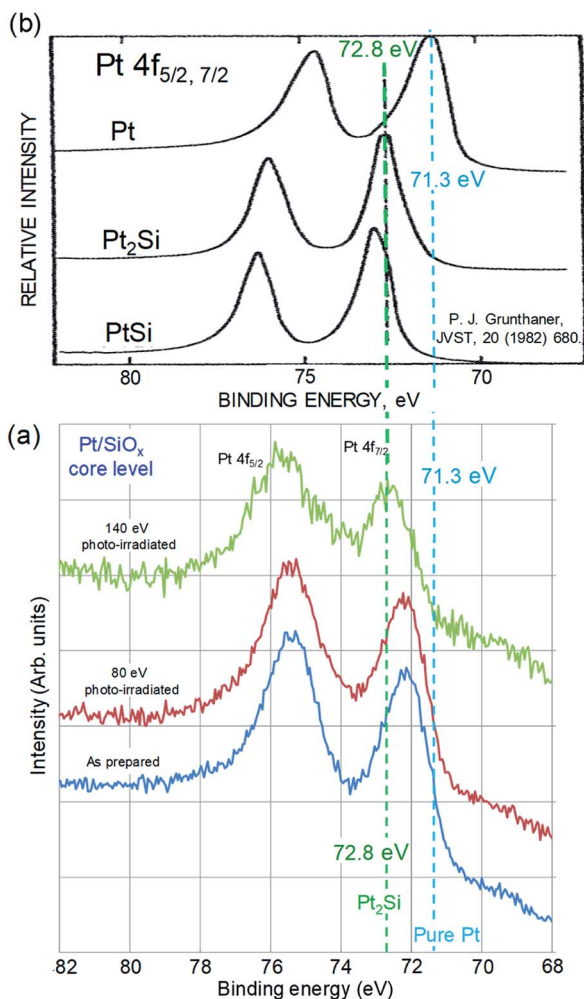 (b)
72.8 eV
Pt 4f5/2, 7/2
Pt
71.3 eV
Pt2Si
PtSi
P. J. Grunthaner,
JVST, 20 (1982) 680.
RELATIVE INTENSITY
80
75
70
BINDING ENERGY, eV
(a)
Pt/SiOx
core level
Pt 4f5/2
Pt 4f7/2
71.3 eV
140 eV
photo-irradiated
80 eV
photo-irradiated
As prepared
72.8 eV
Pt2Si
Pure Pt
Intensity (Arb. units)
82
80
78
76
74
72
70
68
Binding energy (eV)